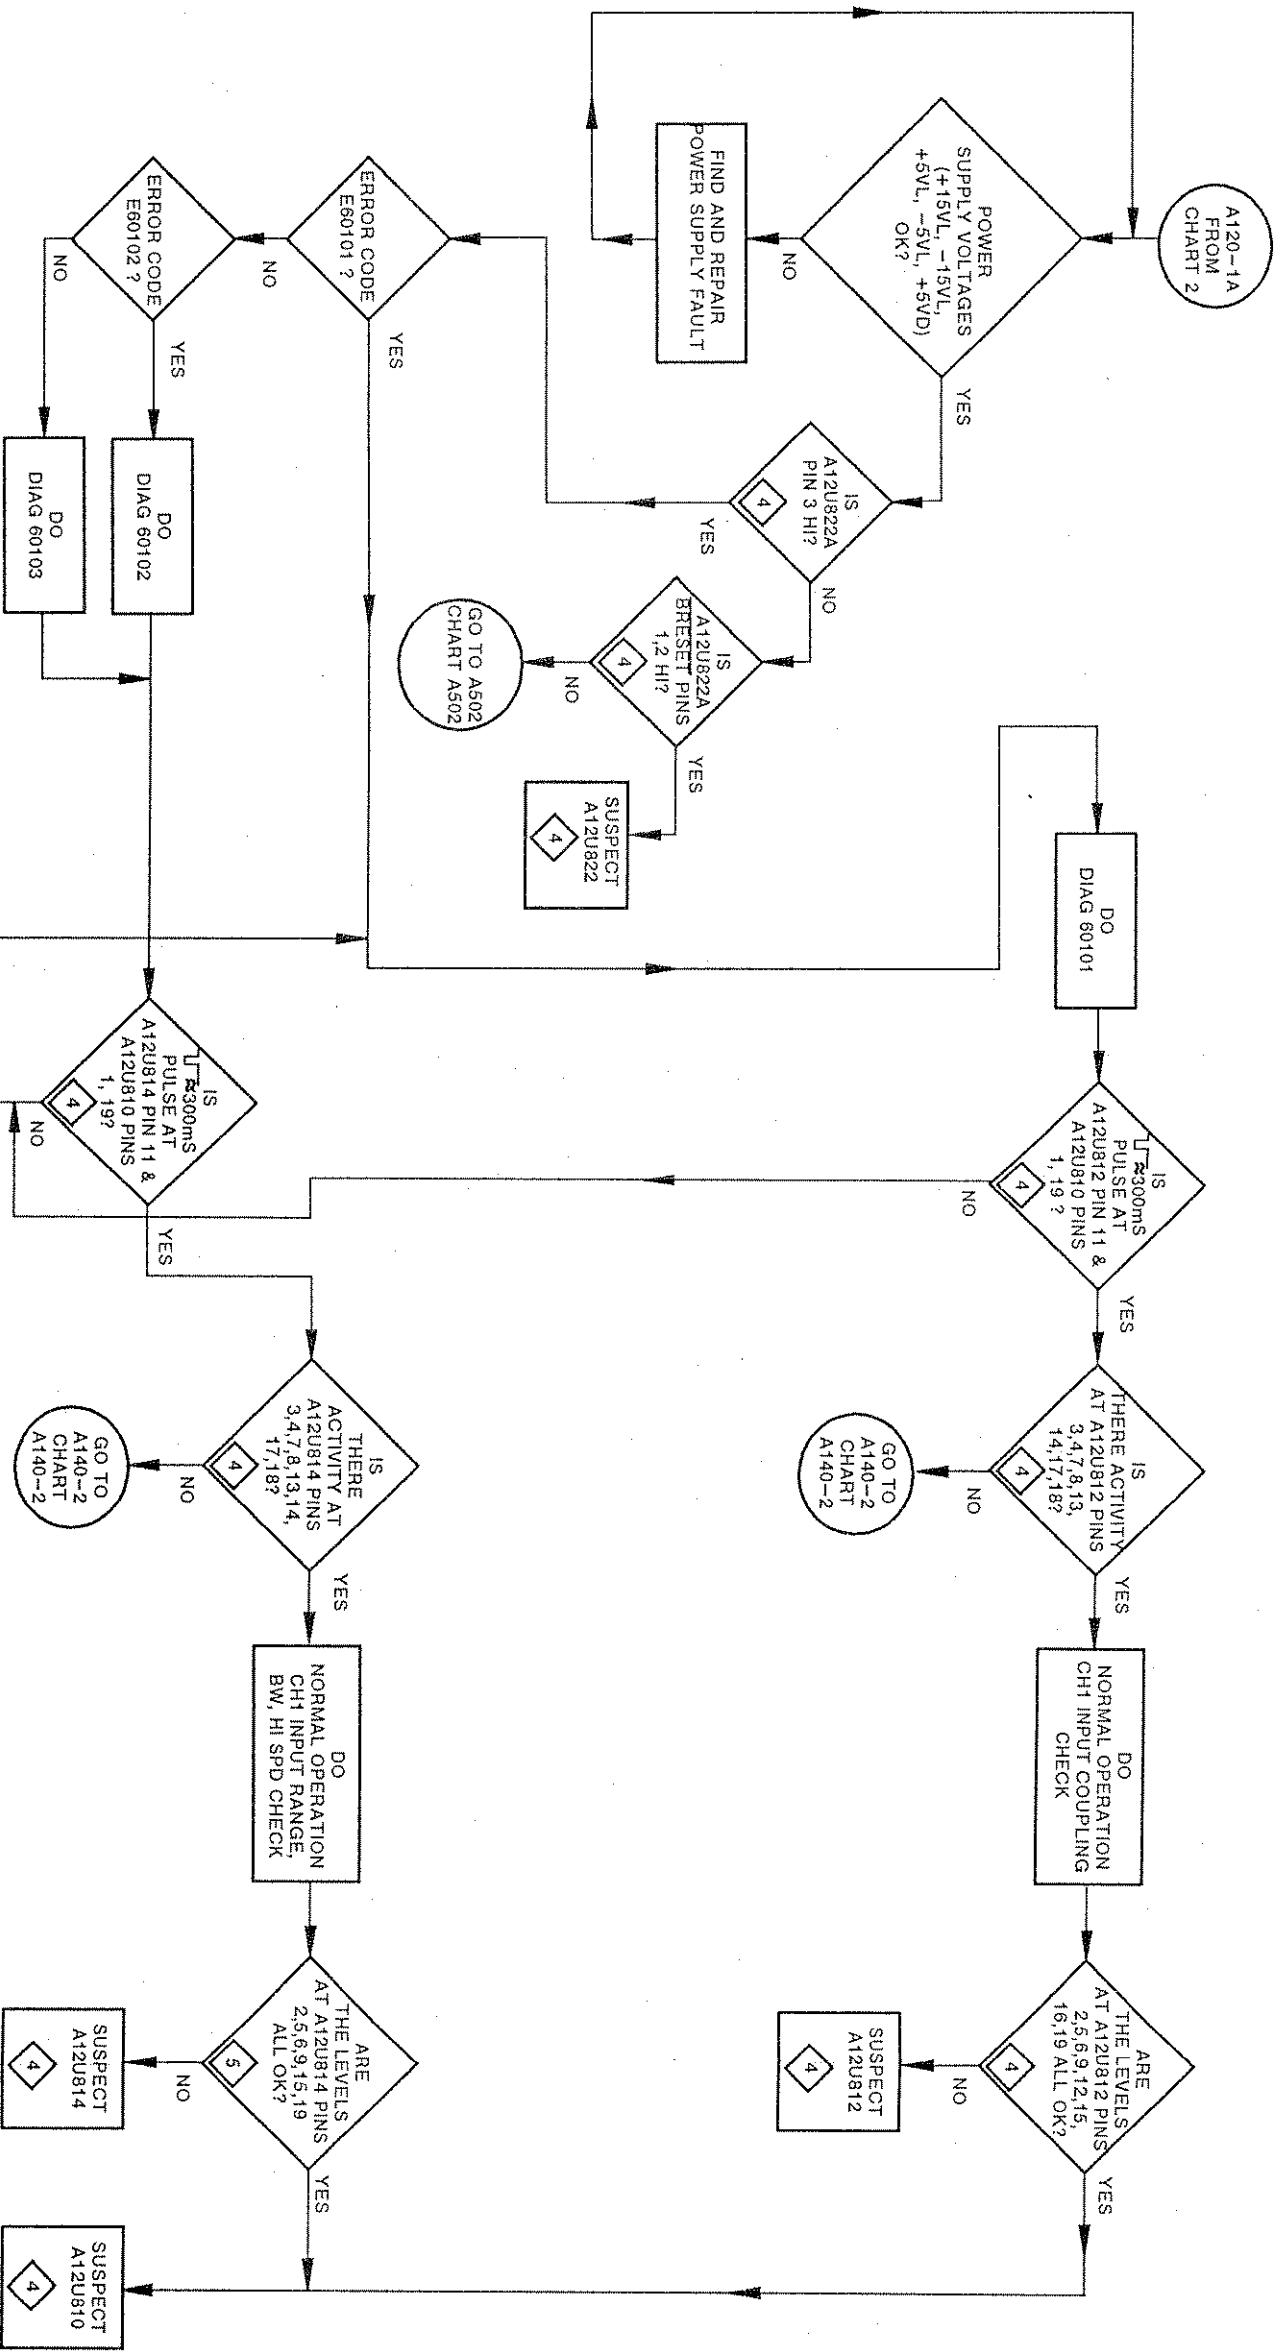 A120-1A
FROM
CHART 2
POWER
SUPPLY VOLTAGES
(+15VL, -15VL,
+5VL, -5VL, +5VD)
OK?
NO
YES
FIND AND REPAIR
POWER SUPPLY FAULT
IS
A12U822A
PIN 3 HI?
4
YES
NO
IS
A12U822A
BRESET PINS
1,2 HI?
4
NO
YES
GO TO A502
CHART A502
SUSPECT
A12U822
4
ERROR CODE
E60101 ?
NO
YES
ERROR CODE
E60102 ?
NO
YES
DO
DIAG 60102
DO
DIAG 60103
DO
DIAG 60101
IS
≈300mS
PULSE AT
A12U812 PIN 11 &
A12U810 PINS
1, 19 ?
4
NO
YES
IS
THERE ACTIVITY
AT A12U812 PINS
3,4,7,8,13,
14,17,18?
4
NO
YES
GO TO
A140-2
CHART
A140-2
DO
NORMAL OPERATION
CH1 INPUT COUPLING
CHECK
ARE
THE LEVELS
AT A12U812 PINS
2,5,6,9,12,15,
16,19 ALL OK?
4
NO
YES
SUSPECT
A12U812
4
IS
≈300mS
PULSE AT
A12U814 PIN 11 &
A12U810 PINS
1, 19?
4
NO
YES
IS
THERE
ACTIVITY AT
A12U814 PINS
3,4,7,8,13,14,
17,18?
4
NO
YES
GO TO
A140-2
CHART
A140-2
DO
NORMAL OPERATION
CH1 INPUT RANGE,
BW, HI SPD CHECK
ARE
THE LEVELS
AT A12U814 PINS
2,5,6,9,15,19
ALL OK?
5
NO
YES
SUSPECT
A12U814
4
SUSPECT
A12U810
4